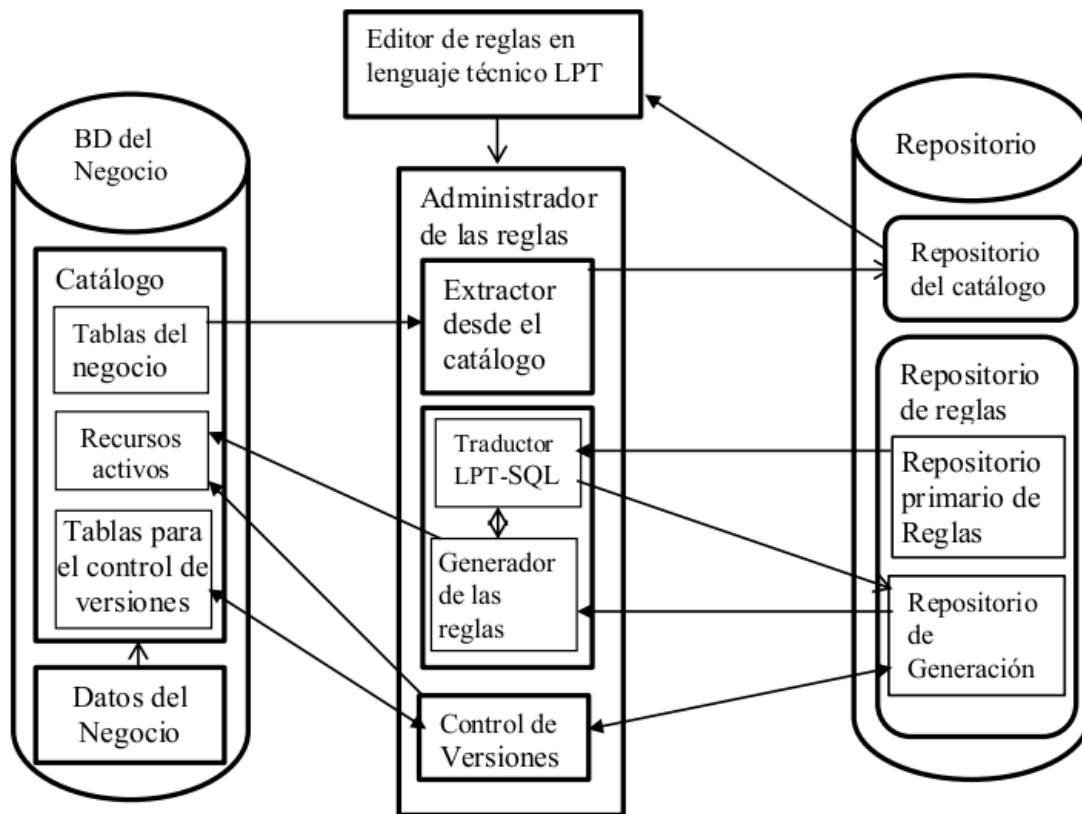 Editor de reglas en
lenguaje técnico LPT
BD del
Negocio
Catálogo
Tablas del
negocio
Recursos
activos
Tablas para
el control de
versiones
Datos del
Negocio
Administrador
de las reglas
Extractor
desde el
catálogo
Traductor
LPT-SQL
Generador
de las
reglas
Control de
Versiones
Repositorio
Repositorio
del catálogo
Repositorio
de reglas
Repositorio
primario de
Reglas
Repositorio
de
Generación